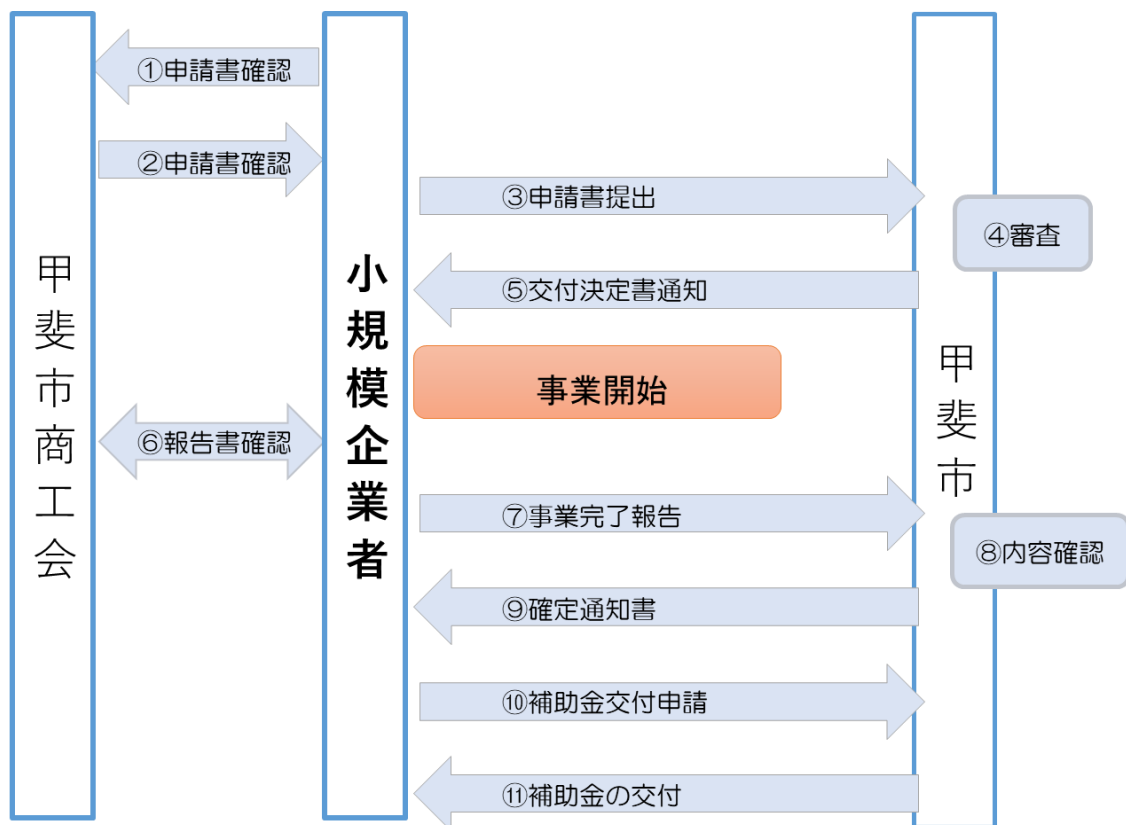 ①申請書確認
②申請書確認
③申請書提出
④審査
⑤交付決定書通知
甲斐市商工会
小規模企業者
甲斐市
事業開始
⑥報告書確認
⑦事業完了報告
⑧内容確認
⑨確定通知書
⑩補助金交付申請
⑪補助金の交付